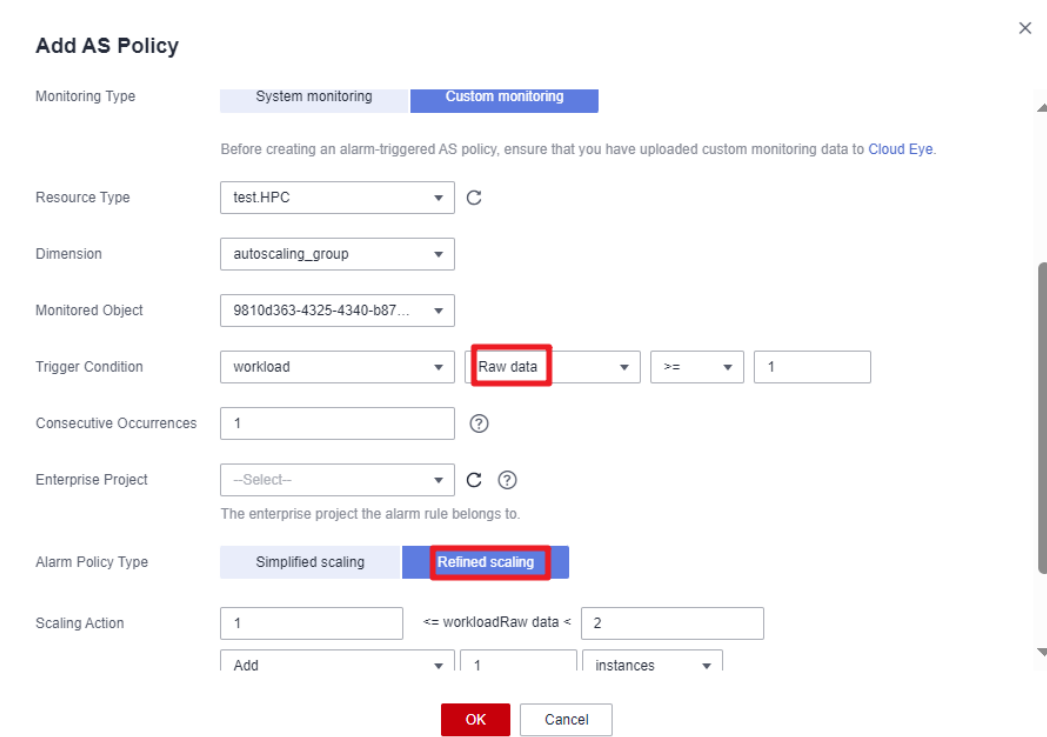 Add AS Policy
Monitoring Type System monitoring Custom monitoring
Before creating an alarm-triggered AS policy, ensure that you have uploaded custom monitoring data to Cloud Eye.
Resource Type test.HPC
Dimension autoscaling_group
Monitored Object 9810d363-4325-4340-b87...
Trigger Condition workload Raw data >= 1
Consecutive Occurrences 1 ?
Enterprise Project --Select-- ?
The enterprise project the alarm rule belongs to.
Alarm Policy Type Simplified scaling Refined scaling
Scaling Action 1 <= workloadRaw data < 2
Add 1 instances
OK Cancel